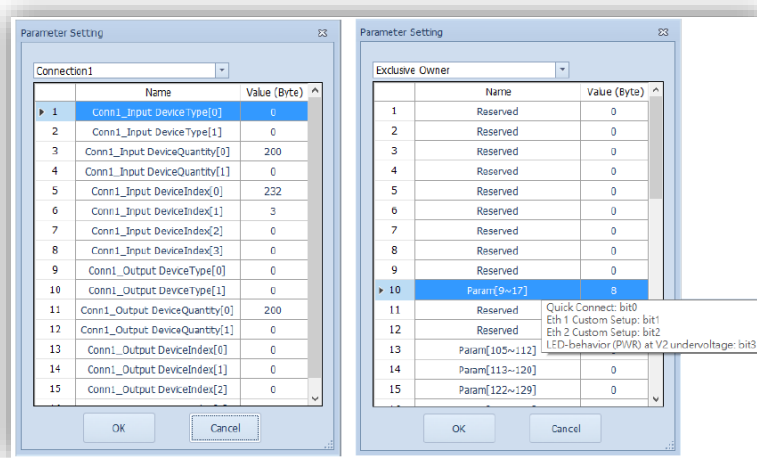 Parameter Setting
Connection1
Name Value (Byte)
1 Conn1_Input DeviceType[0] 0
2 Conn1_Input DeviceType[1] 0
3 Conn1_Input DeviceQuantity[0] 200
4 Conn1_Input DeviceQuantity[1] 0
5 Conn1_Input DeviceIndex[0] 232
6 Conn1_Input DeviceIndex[1] 3
7 Conn1_Input DeviceIndex[2] 0
8 Conn1_Input DeviceIndex[3] 0
9 Conn1_Output DeviceType[0] 0
10 Conn1_Output DeviceType[1] 0
11 Conn1_Output DeviceQuantity[0] 200
12 Conn1_Output DeviceQuantity[1] 0
13 Conn1_Output DeviceIndex[0] 0
14 Conn1_Output DeviceIndex[1] 0
15 Conn1_Output DeviceIndex[2] 0
OK Cancel
Parameter Setting
Exclusive Owner
Name Value (Byte)
1 Reserved 0
2 Reserved 0
3 Reserved 0
4 Reserved 0
5 Reserved 0
6 Reserved 0
7 Reserved 0
8 Reserved 0
9 Reserved 0
10 Param[9~17] 8
11 Reserved
12 Reserved
13 Param[105~112]
14 Param[113~120] 0
15 Param[122~129] 0
Quick Connect: bit0
Eth 1 Custom Setup: bit1
Eth 2 Custom Setup: bit2
LED-behavior (PWR) at V2 undervoltage: bit3
OK Cancel